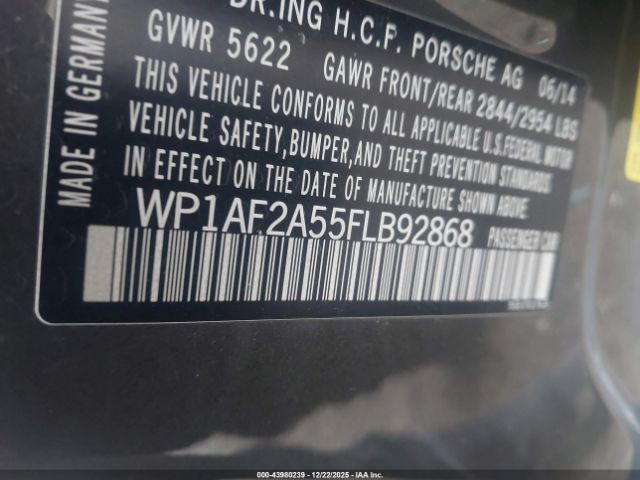 DR.ING H.C.F. PORSCHE AG 06/14
GVWR 5622 GAWR FRONT/REAR 2844/2954 LBS
THIS VEHICLE CONFORMS TO ALL APPLICABLE U.S.FEDERAL MOTOR
VEHICLE SAFETY,BUMPER,AND THEFT PREVENTION STANDARDS
IN EFFECT ON THE DATE OF MANUFACTURE SHOWN ABOVE
WP1AF2A55FLB92868 PASSENGER CAR
MADE IN GERMANY
000-43980239 - 12/22/2025 - IAAI.COM